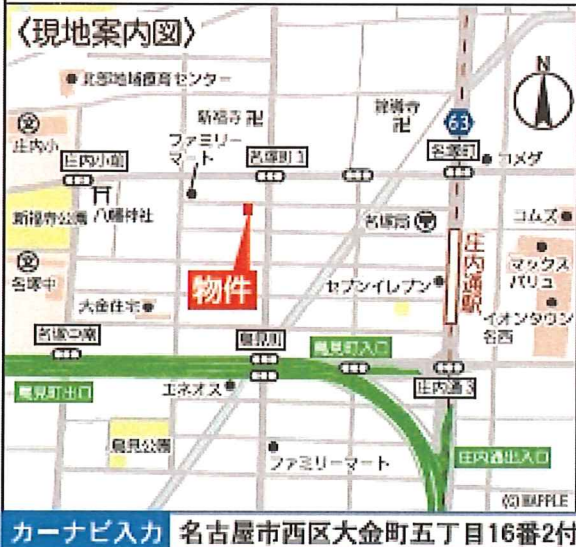 〈現地案内図〉
N
北部地域療育センター
新福寺
63
庄内小
庄内小南
ファミリー
マート
名塚町1
名塚町
コメダ
新福寺公園
八幡神社
名塚局
コムズ
庄内通駅
マックス
バリュ
名塚中
物件
セブンイレブン
イオンタウン
名西
大金住宅
名塚中南
鳥見町
鳥見町入口
鳥見町出口
エネオス
庄内通3
鳥見公園
ファミリーマート
庄内通出入口
(C)MAPPLE
カーナビ入力 名古屋市西区大金町五丁目16番2付